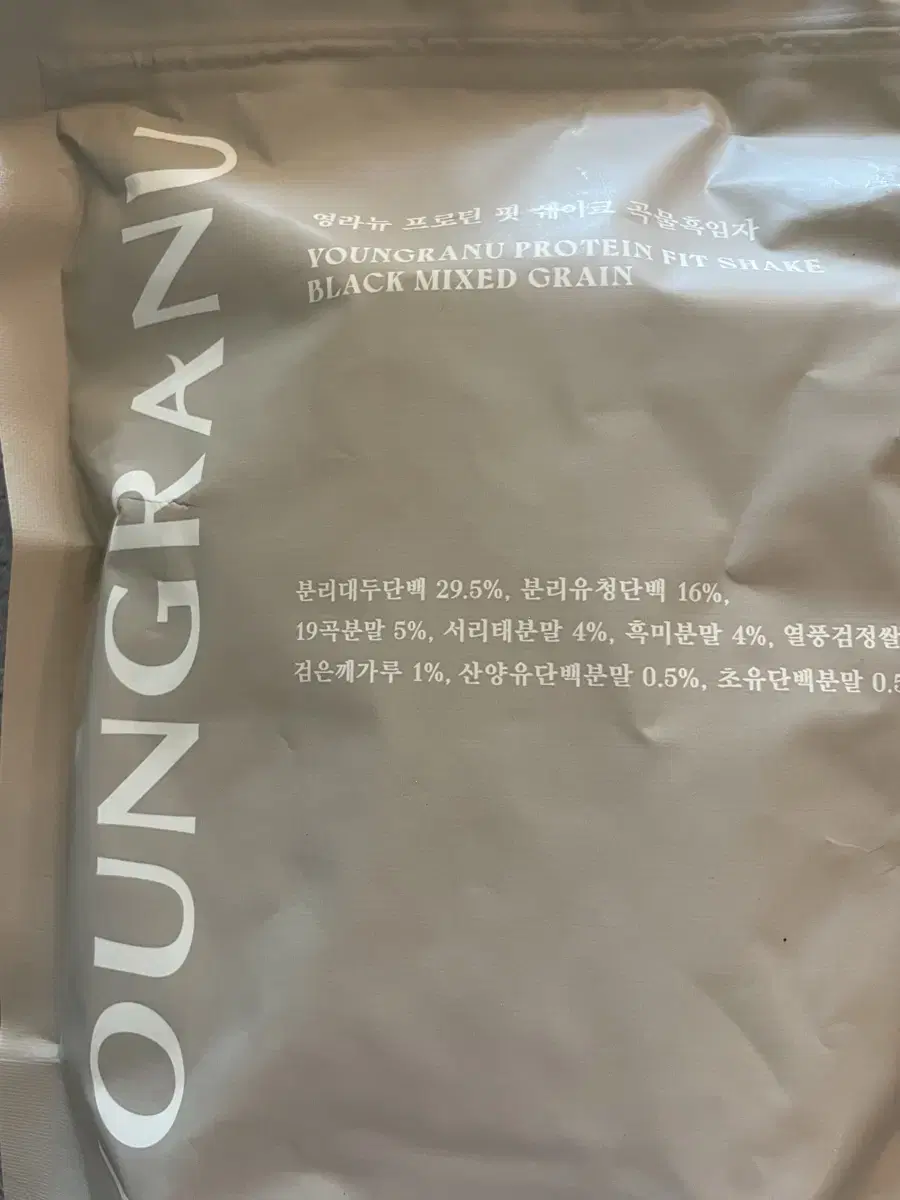 OUNGRANU
영라뉴 프로틴 핏 쉐이크 곡물흑임자
YOUNGRANU PROTEIN FIT SHAKE
BLACK MIXED GRAIN
분리대두단백 29.5%, 분리유청단백 16%,
19곡분말 5%, 서리태분말 4%, 흑미분말 4%, 열풍검정쌀
검은깨가루 1%, 산양유단백분말 0.5%, 초유단백분말 0.5